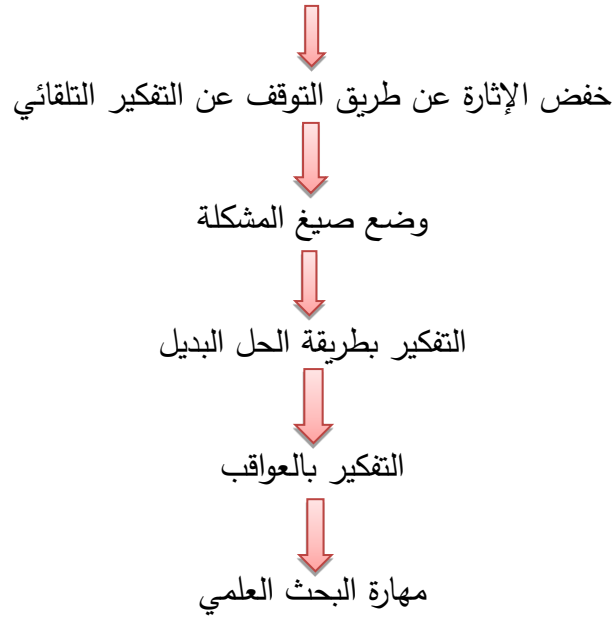 خفض الإثارة عن طريق التوقف عن التفكير التلقائي
وضع صيغ المشكلة
التفكير بطريقة الحل البديل
التفكير بالعواقب
مهارة البحث العلمي